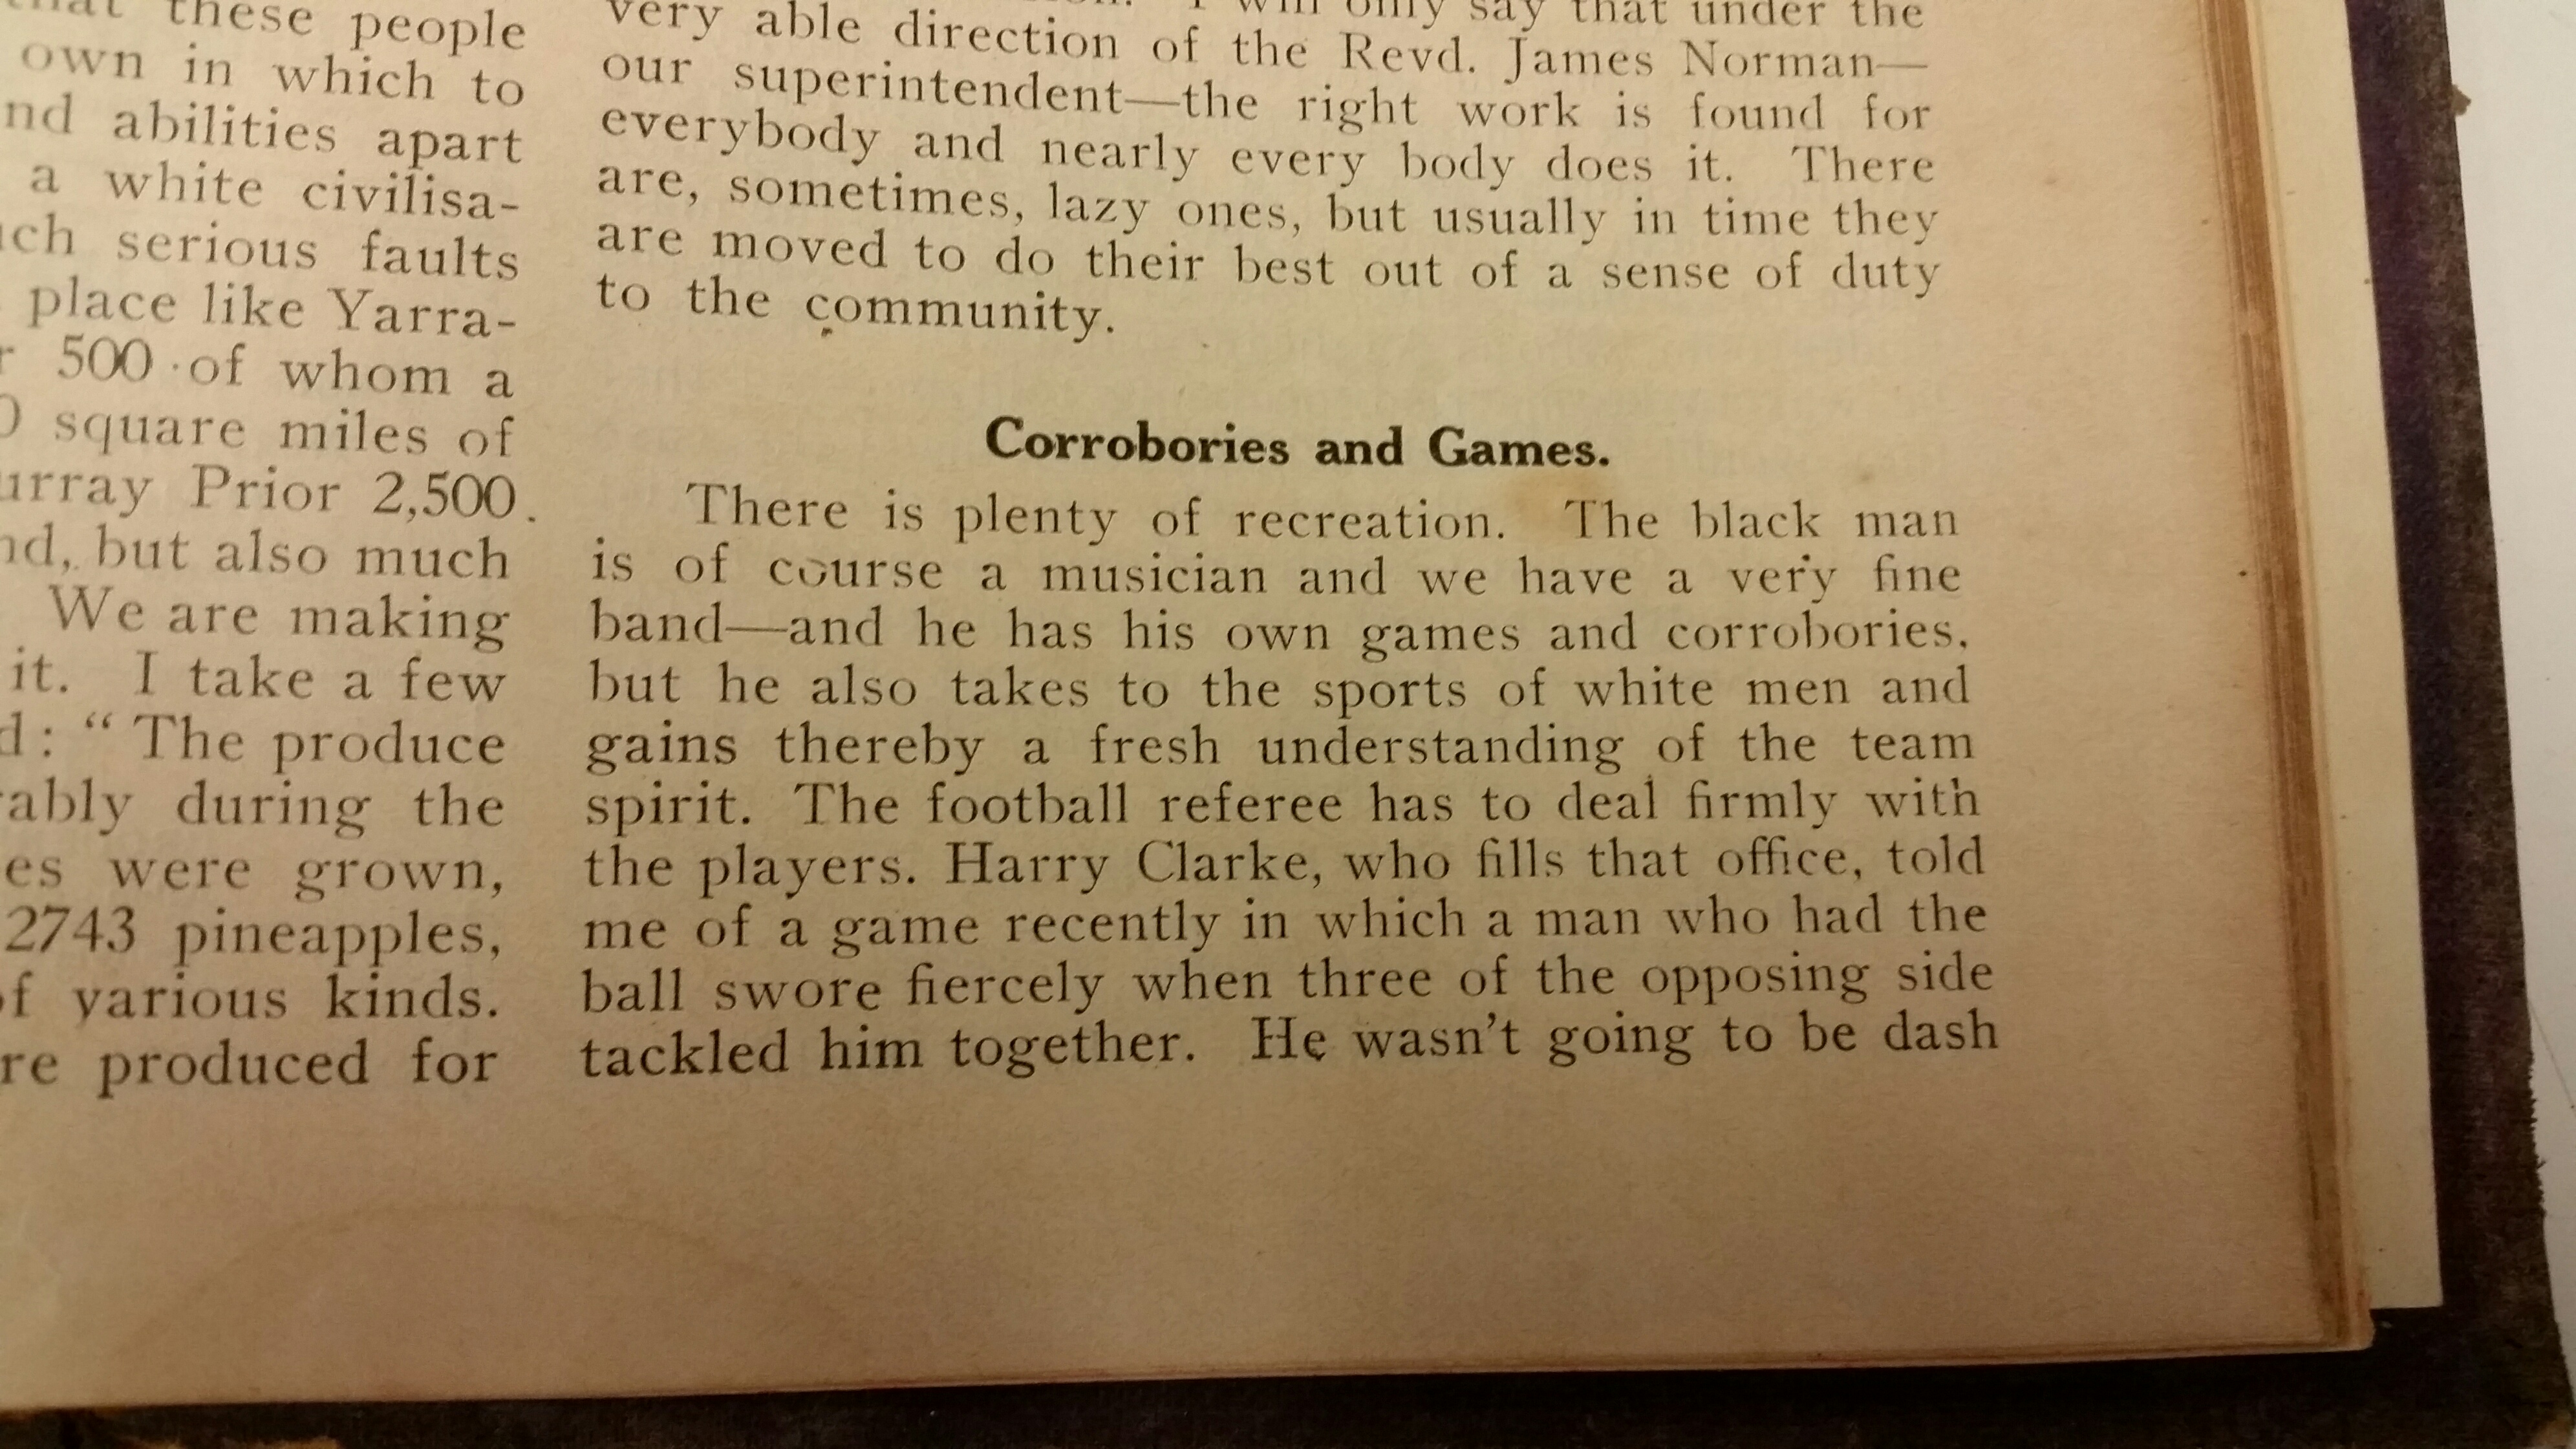 these people
own in which to
abilities apart
a white civilisa-
serious faults
place like Yarra-
500 of whom a
square miles of
Prior 2,500.
but also much
We are making
it. I take a few
: “ The produce
during the
were grown,
2743 pineapples,
of various kinds.
produced for
I will only say that under the
very able direction of the Revd. James Norman—
our superintendent—the right work is found for
everybody and nearly every body does it. There
are, sometimes, lazy ones, but usually in time they
are moved to do their best out of a sense of duty
to the community.
Corrobories and Games.
There is plenty of recreation. The black man
is of course a musician and we have a very fine
band—and he has his own games and corrobories,
but he also takes to the sports of white men and
gains thereby a fresh understanding of the team
spirit. The football referee has to deal firmly with
the players. Harry Clarke, who fills that office, told
me of a game recently in which a man who had the
ball swore fiercely when three of the opposing side
tackled him together. He wasn't going to be dash